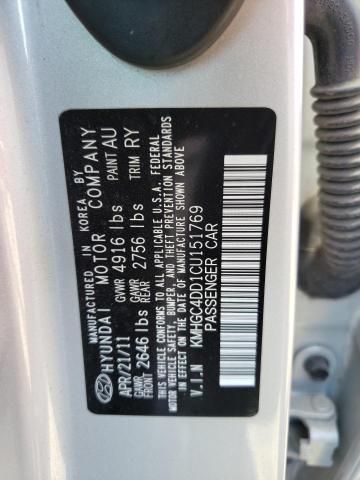 MANUFACTURED IN KOREA BY
HYUNDAI MOTOR COMPANY
APR/21/11 GVWR 4916 lbs PAINT AU
GAWR FRONT 2646 lbs GAWR REAR 2756 lbs TRIM RY
THIS VEHICLE CONFORMS TO ALL APPLICABLE U.S.A. FEDERAL
MOTOR VEHICLE SAFETY, BUMPER, AND THEFT PREVENTION STANDARDS
IN EFFECT ON THE DATE OF MANUFACTURE SHOWN ABOVE.
V.I.N KMHGC4DD1CU151769
PASSENGER CAR